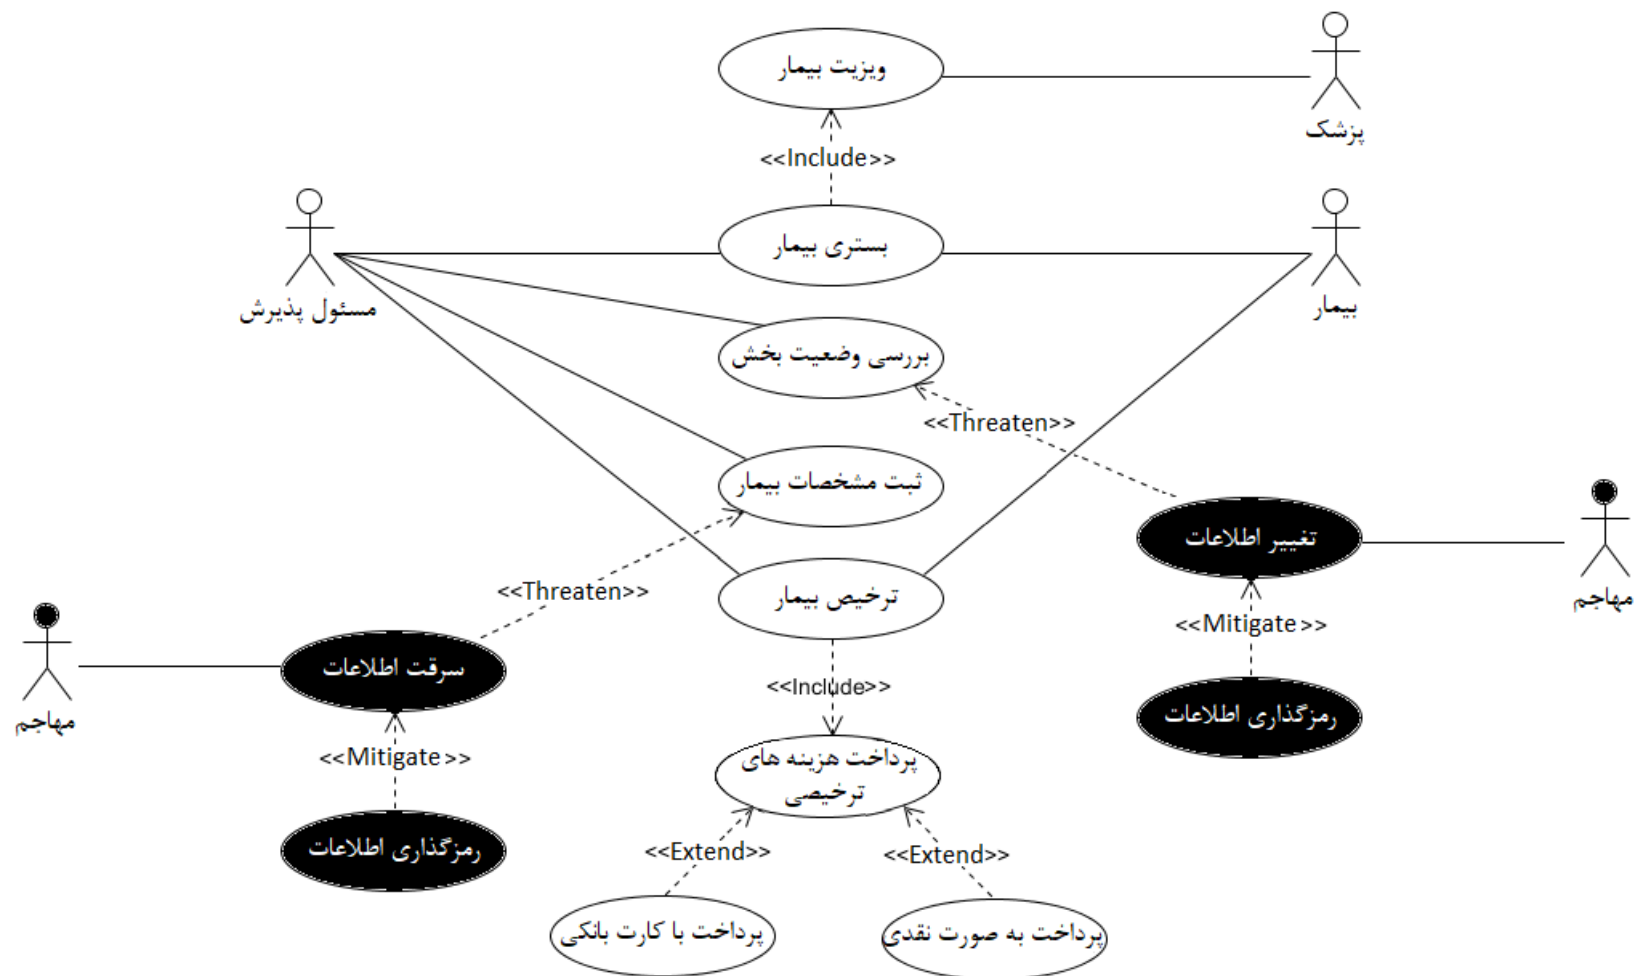 ویزیت بیمار
پزشک
<<Include>>
بستری بیمار
مسئول پذیرش
بیمار
بررسی وضعیت بخش
<<Threaten>>
ثبت مشخصات بیمار
تغییر اطلاعات
مهاجم
<<Threaten>>
ترخیص بیمار
<<Mitigate>>
سرقت اطلاعات
مهاجم
<<Include>>
رمزگذاری اطلاعات
<<Mitigate>>
پرداخت هزینه های
ترخیصی
رمزگذاری اطلاعات
<<Extend>>
<<Extend>>
پرداخت با کارت بانکی
پرداخت به صورت نقدی